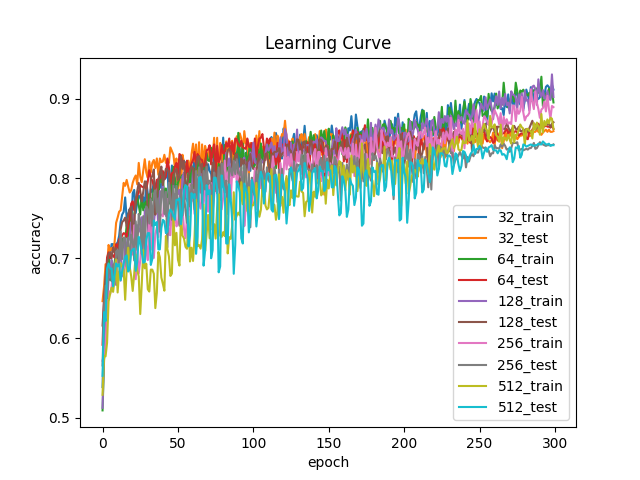 Learning Curve
accuracy
0.9
0.8
0.7
0.6
0.5
32_train
32_test
64_train
64_test
128_train
128_test
256_train
256_test
512_train
512_test
0 50 100 150 200 250 300
epoch